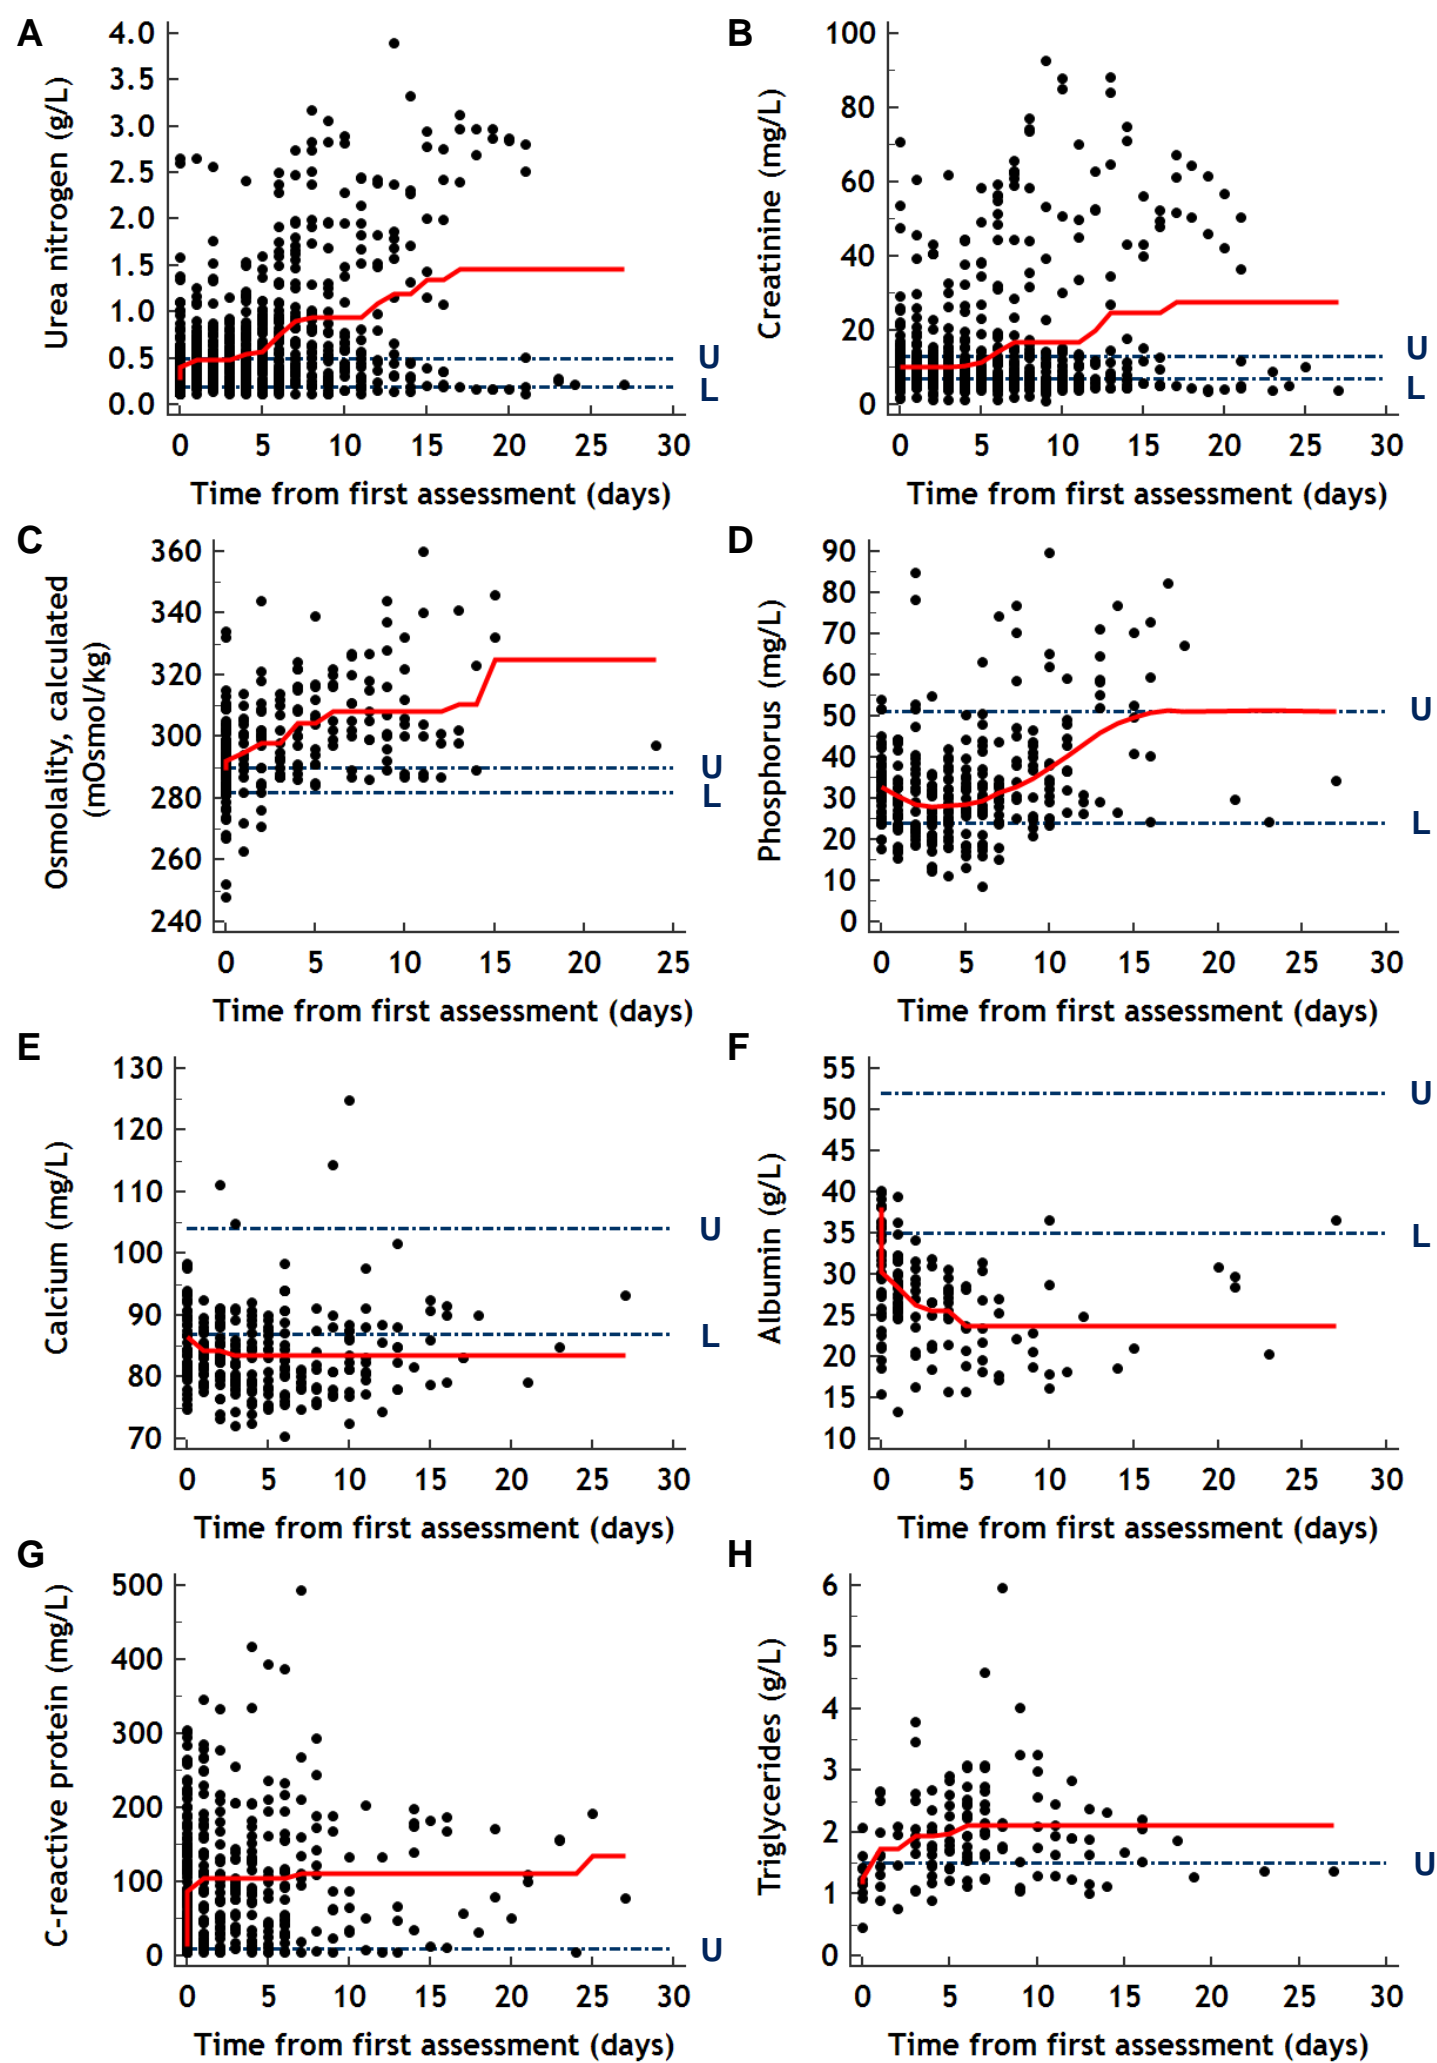 A
Urea nitrogen (g/L)
4.0
3.5
3.0
2.5
2.0
1.5
1.0
0.5
0.0
U
L
0 5 10 15 20 25 30
Time from first assessment (days)
B
Creatinine (mg/L)
100
80
60
40
20
0
U
L
0 5 10 15 20 25 30
Time from first assessment (days)
C
Osmolality, calculated
(mOsmol/kg)
360
340
320
300
280
260
240
U
L
0 5 10 15 20 25
Time from first assessment (days)
D
Phosphorus (mg/L)
90
80
70
60
50
40
30
20
10
0
U
L
0 5 10 15 20 25 30
Time from first assessment (days)
E
Calcium (mg/L)
130
120
110
100
90
80
70
U
L
0 5 10 15 20 25 30
Time from first assessment (days)
F
Albumin (g/L)
55
50
45
40
35
30
25
20
15
10
U
L
0 5 10 15 20 25 30
Time from first assessment (days)
G
C-reactive protein (mg/L)
500
400
300
200
100
0
U
0 5 10 15 20 25 30
Time from first assessment (days)
H
Triglycerides (g/L)
6
5
4
3
2
1
0
U
0 5 10 15 20 25 30
Time from first assessment (days)